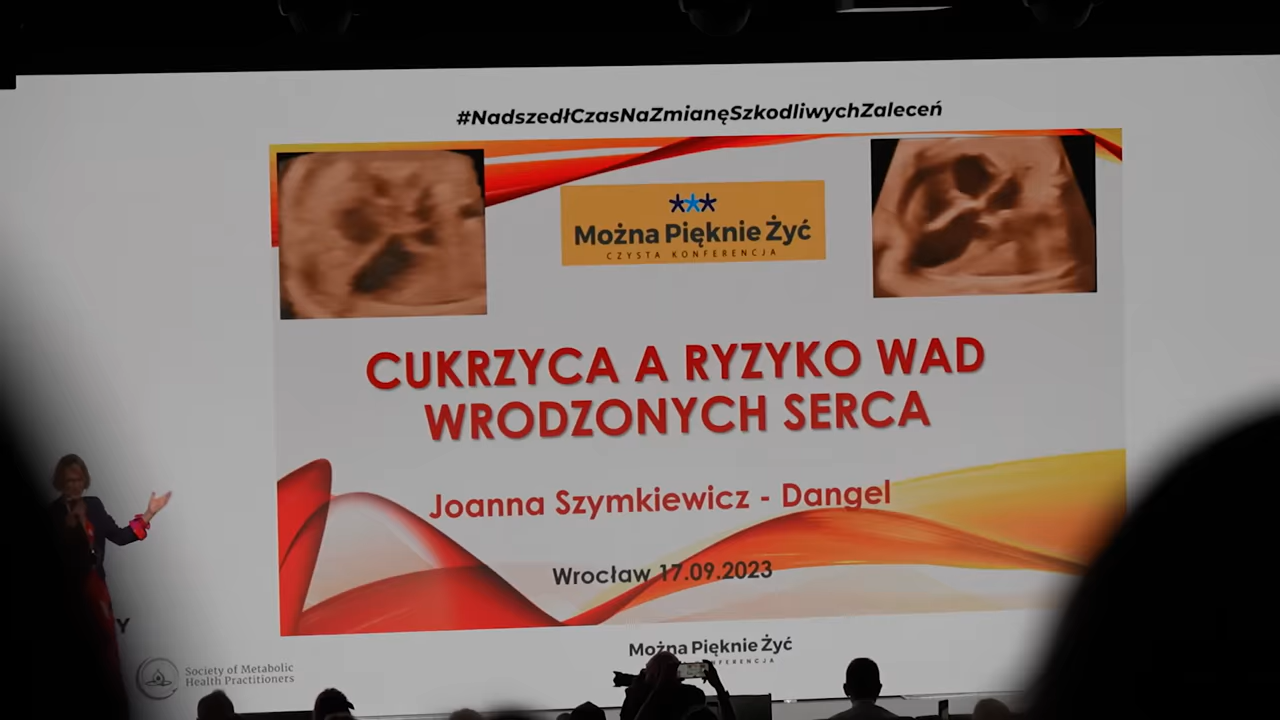 #NadszedłCzasNaZmianęSzkodliwychZaleceń
Można Pięknie Żyć
CZYSTA KONFERENCJA
CUKRZYCA A RYZYKO WAD
WRODZONYCH SERCA
Joanna Szymkiewicz - Dangel
Wrocław 17.09.2023
Można Pięknie Żyć
Society of Metabolic
Health Practitioners